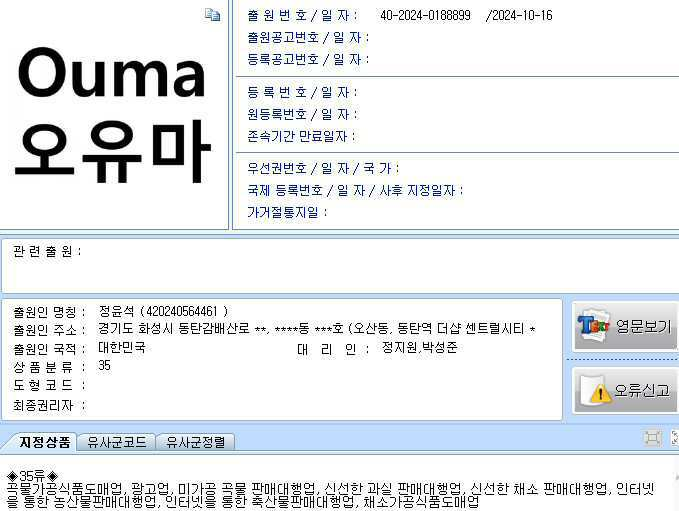 Ouma
오유마
출 원 번 호 / 일 자 : 40-2024-0188899 /2024-10-16
출원공고번호 / 일 자 :
등록공고번호 / 일 자 :
등 록 번 호 / 일 자 :
원등록번호 / 일 자 :
존속기간 만료일자 :
우선권번호 / 일 자 / 국 가 :
국제 등록번호 / 일 자 / 사후 지정일자 :
가거절통지일 :
관 련 출 원 :
출원인 명칭 : 정윤석 ( 420240564461 )
출원인 주소 : 경기도 화성시 동탄감배산로 **, ****동 ***호 (오산동, 동탄역 더샵 센트럴시티 *
출원인 국적 : 대한민국 대 리 인 : 정지원,박성준
상 품 분 류 : 35
도 형 코 드 :
최종권리자 :
영문보기
오류신고
지정상품 유사군코드 유사군정렬
◈35류◈
곡물가공식품도매업, 광고업, 미가공 곡물 판매대행업, 신선한 과실 판매대행업, 신선한 채소 판매대행업, 인터넷
을 통한 농산물판매대행업, 인터넷을 통한 축산물판매대행업, 채소가공식품도매업